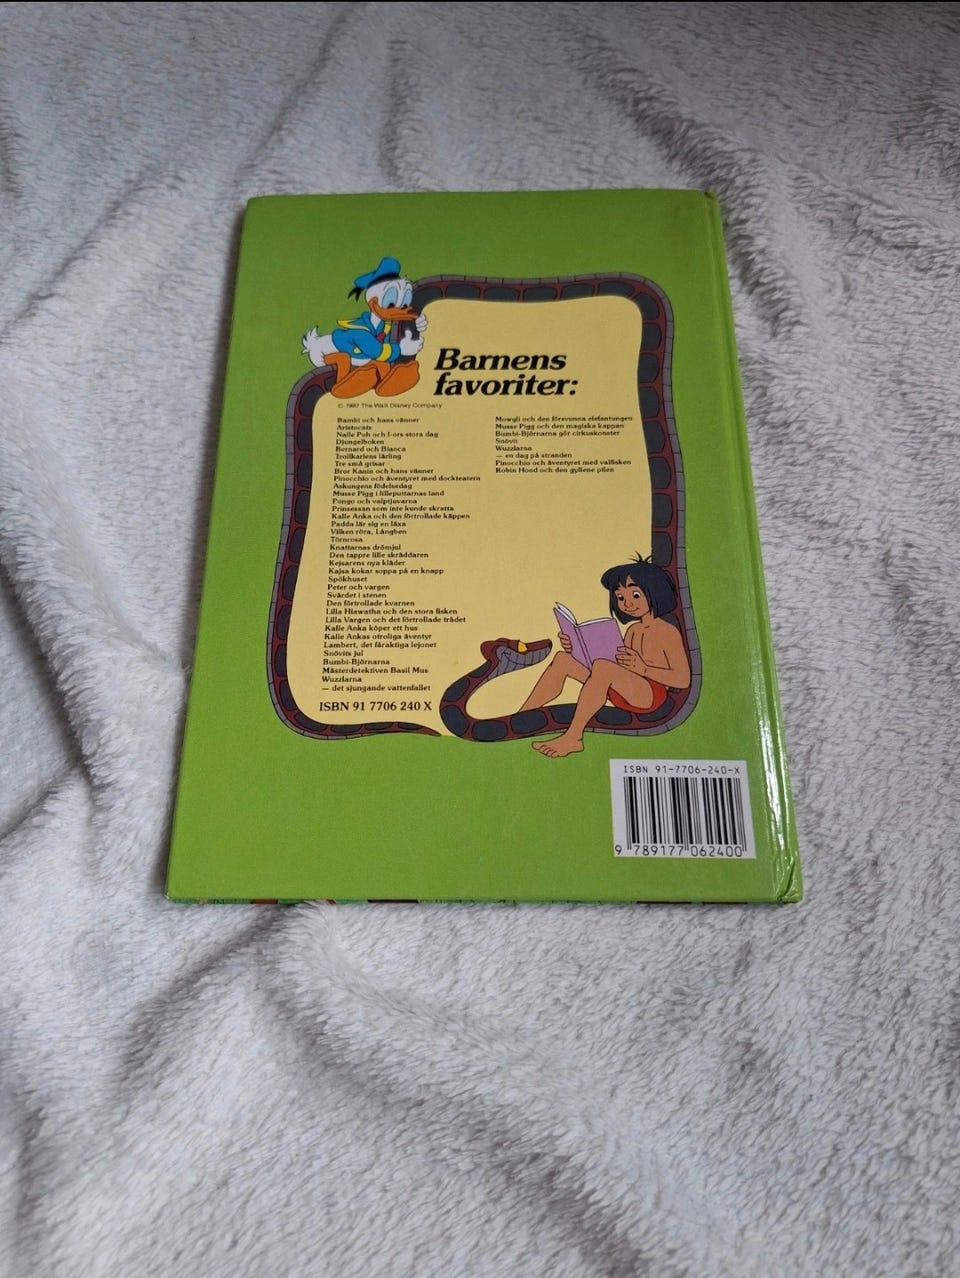 Barnens
favoriter:
© 1987 The Walt Disney Company
Bambi och hans vänner
Aristocats
Nalle Puh och I-ors stora dag
Djungelboken
Bernard och Bianca
Trollkarlens lärling
Tre små grisar
Bror Kanin och hans vänner
Pinocchio och äventyret med dockteatern
Askungens födelsedag
Musse Pigg i lilleputtarnas land
Pongo och valptjuvarna
Prinsessan som inte kunde skratta
Kalle Anka och den förtrollade käppen
Padda lär sig en läxa
Vilken röra, Långben
Törnrosa
Knattarnas drömjul
Den tappre lille skräddaren
Kejsarens nya kläder
Kajsa kokar soppa på en knapp
Spökhuset
Peter och vargen
Svärdet i stenen
Den förtrollade kvarnen
Lilla Hiawatha och den stora fisken
Lilla Vargen och det förtrollade trädet
Kalle Anka köper ett hus
Kalle Ankas otroliga äventyr
Lambert, det fåraktiga lejonet
Snövits jul
Bumbi-Björnarna
Mästerdetektiven Basil Mus
Wuzzlarna
— det sjungande vattenfallet
Mowgli och den försvunna elefantungen
Musse Pigg och den magiska kappan
Bumbi-Björnarna gör cirkuskonster
Snövit
Wuzzlarna
— en dag på stranden
Pinocchio och äventyret med valfisken
Robin Hood och den gyllene pilen
ISBN 91 7706 240 X
ISBN 91-7706-240-X
9 789177 062400